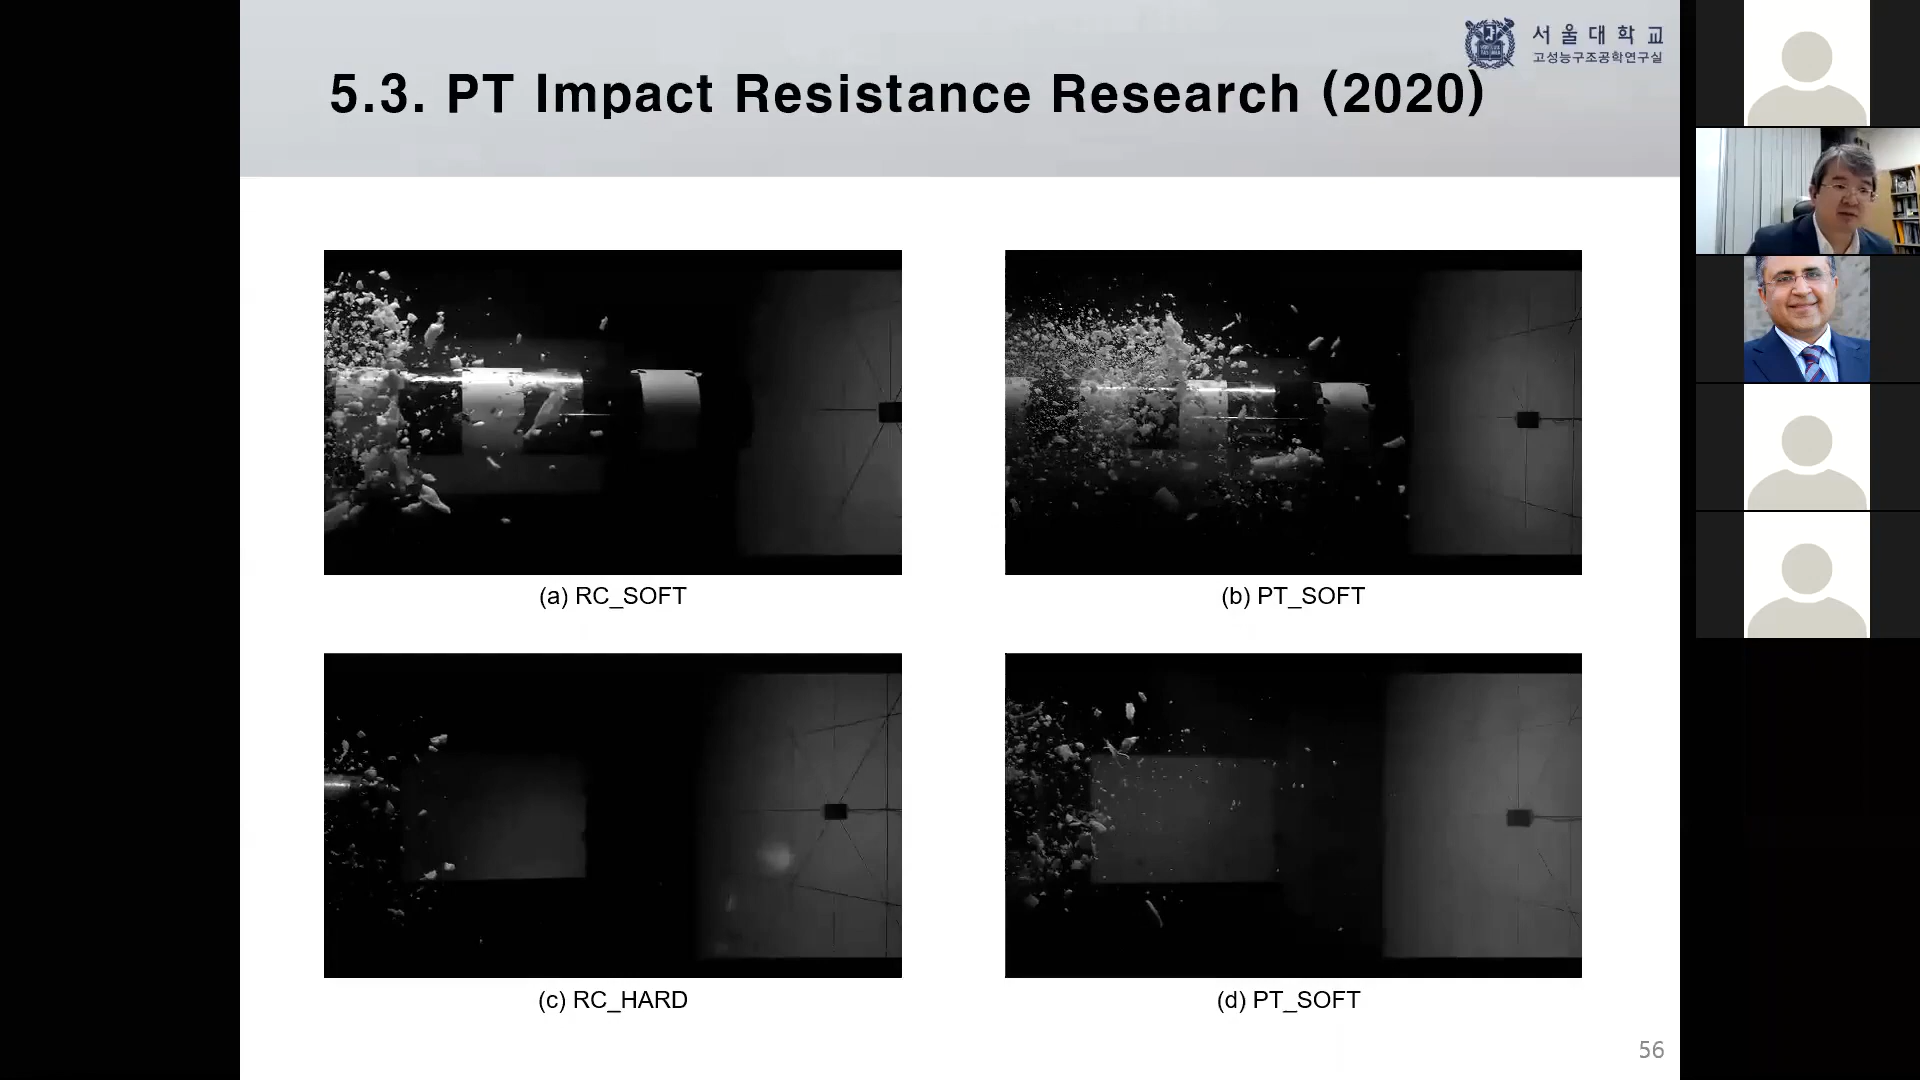 서울대학교
고성능구조공학연구실
5.3. PT Impact Resistance Research (2020)
(a) RC_SOFT
(b) PT_SOFT
(c) RC_HARD
(d) PT_SOFT
56